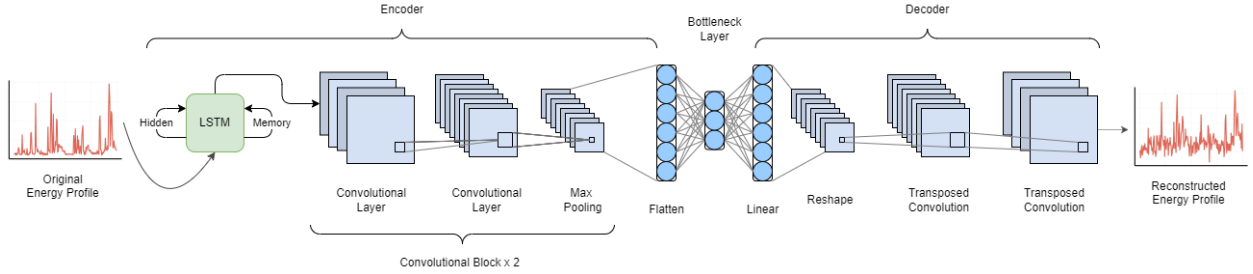 Encoder
Bottleneck
Layer
Decoder
LSTM
Hidden
Memory
Original
Energy Profile
Convolutional
Layer
Convolutional
Layer
Max
Pooling
Flatten
Linear
Reshape
Transposed
Convolution
Transposed
Convolution
Reconstructed
Energy Profile
Convolutional Block x 2